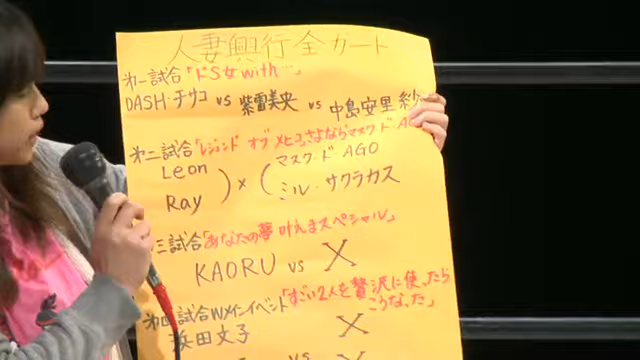 人妻興行全カード
第一試合「ドS女with…」
DASH・チサコ vs 紫雷美央 vs 中島安里紗
第二試合「レジェンド オブ メヒコ さよならマスク・ド・AGO
Leon
Ray
)×(
マスク・ド・AGO
ミル・サクラカス
三試合「あなたの夢叶えまスペシャル」
KAORU vs X
第四試合Wメインイベント「すごい2人を贅沢に使ったら
こうなった」
浜田文子 X
vs X